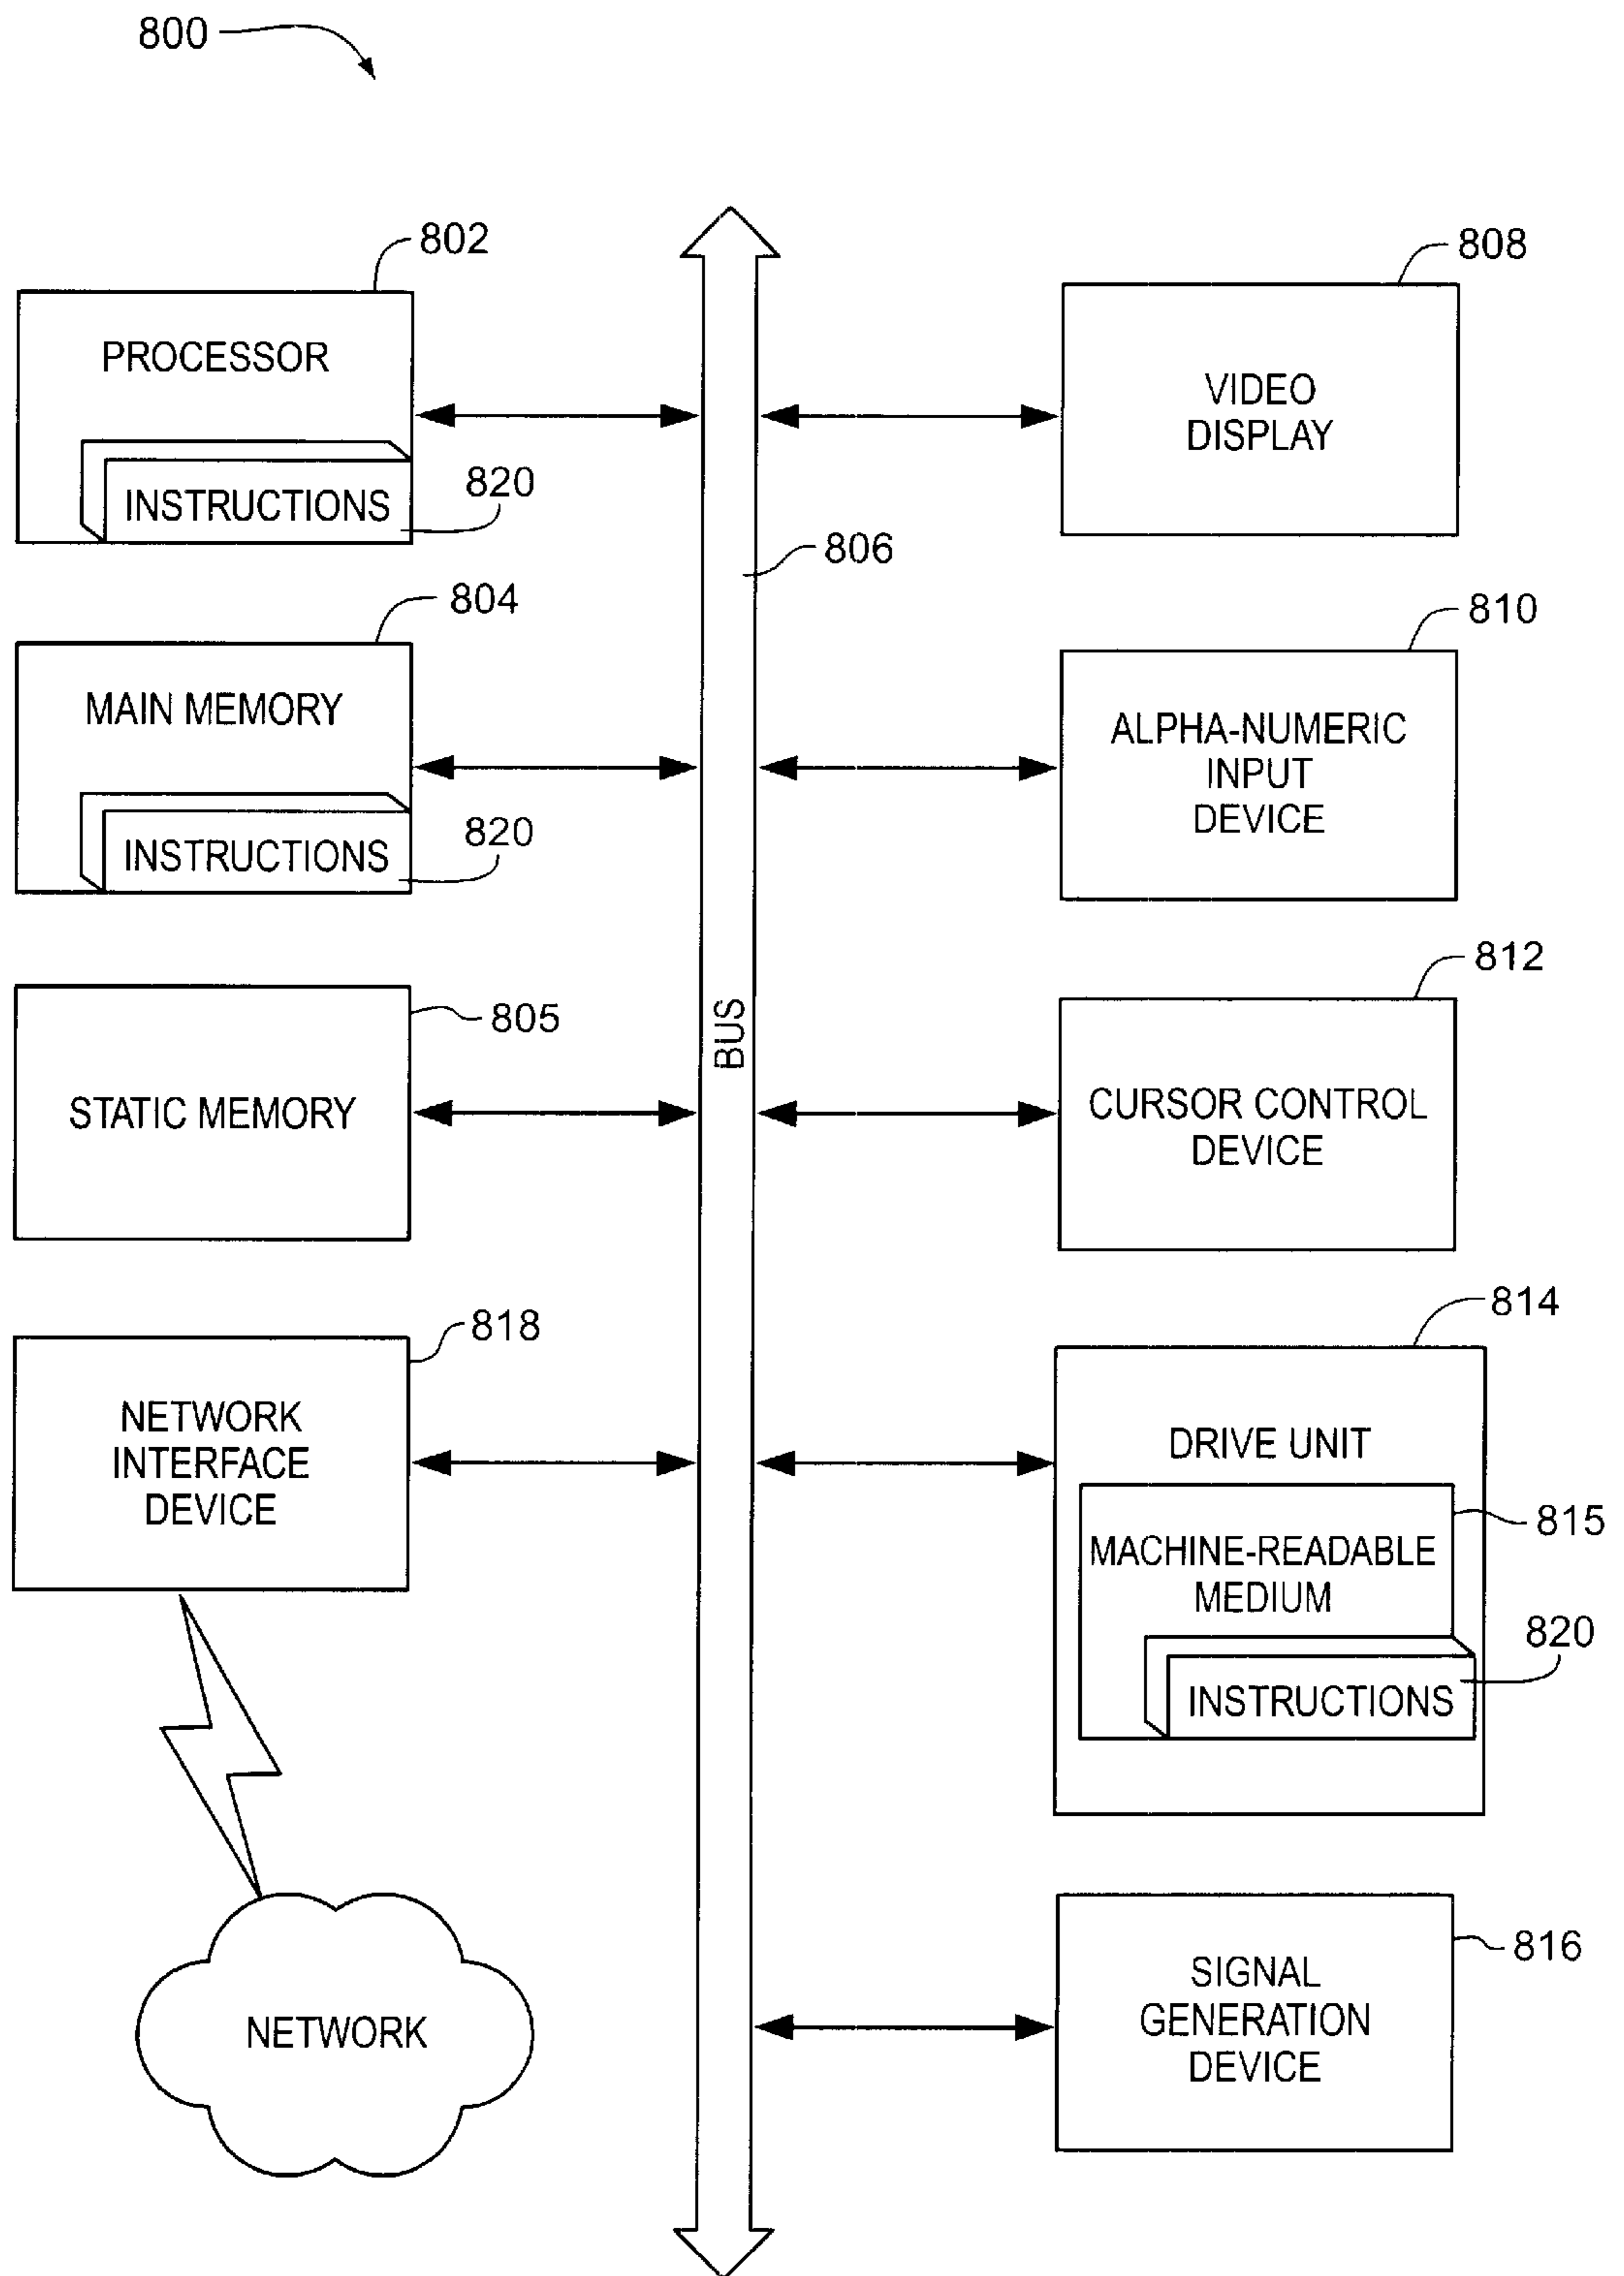 800
802
PROCESSOR
INSTRUCTIONS
820
804
MAIN MEMORY
INSTRUCTIONS
820
805
STATIC MEMORY
818
NETWORK
INTERFACE
DEVICE
NETWORK
806
BUS
808
VIDEO
DISPLAY
810
ALPHA-NUMERIC
INPUT
DEVICE
812
CURSOR CONTROL
DEVICE
814
DRIVE UNIT
815
MACHINE-READABLE
MEDIUM
820
INSTRUCTIONS
816
SIGNAL
GENERATION
DEVICE